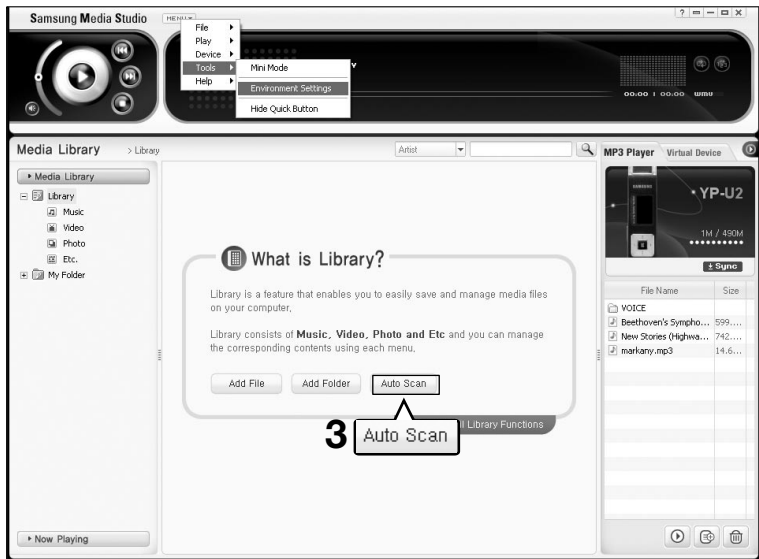 Samsung Media Studio
MENU
File
Play
Device
Tools
Help
Mini Mode
Environment Settings
Hide Quick Button
00:00 | 00:00 WMV
Media Library > Library
Artist
MP3 Player Virtual Device
Media Library
Library
Music
Video
Photo
Etc.
My Folder
SAMSUNG
YP-U2
1M / 490M
Sync
File Name Size
VOICE
Beethoven's Sympho... 599....
New Stories (Highwa... 742....
markany.mp3 14.6...
What is Library?
Library is a feature that enables you to easily save and manage media files
on your computer,
Library consists of Music, Video, Photo and Etc and you can manage
the corresponding contents using each menu,
Add File Add Folder Auto Scan
3 Auto Scan
Library Functions
Now Playing